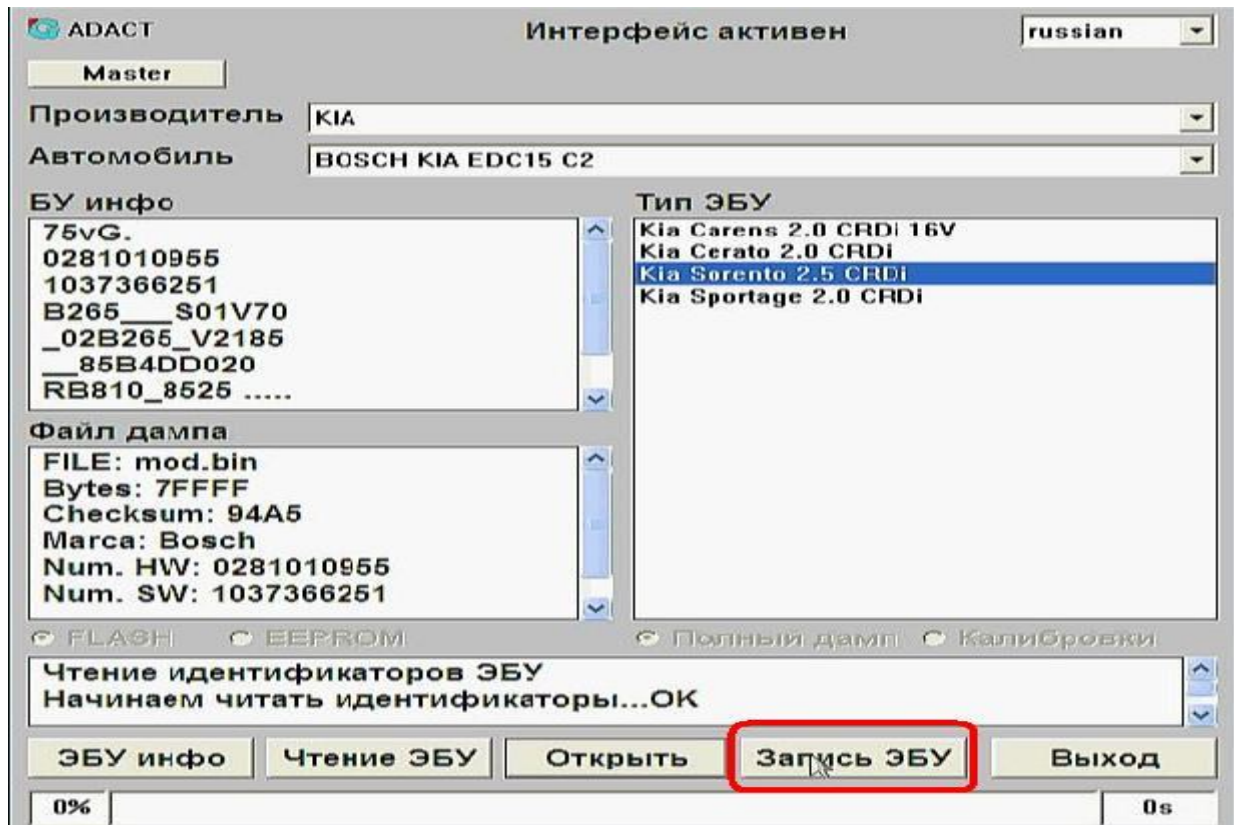 ADACT
Интерфейс активен
russian
Master
Производитель
KIA
Автомобиль
BOSCH KIA EDC15 C2
БУ инфо
75vG.
0281010955
1037366251
B265___S01V70
_02B265_V2185
__85B4DD020
RB810_8525 .....
Тип ЭБУ
Kia Carens 2.0 CRDi 16V
Kia Cerato 2.0 CRDi
Kia Sorento 2.5 CRDi
Kia Sportage 2.0 CRDi
Файл дампа
FILE: mod.bin
Bytes: 7FFFF
Checksum: 94A5
Marca: Bosch
Num. HW: 0281010955
Num. SW: 1037366251
FLASH EEPROM
Полный дамп Калибровки
Чтение идентификаторов ЭБУ
Начинаем читать идентификаторы...OK
ЭБУ инфо
Чтение ЭБУ
Открыть
Запись ЭБУ
Выход
0%
0s